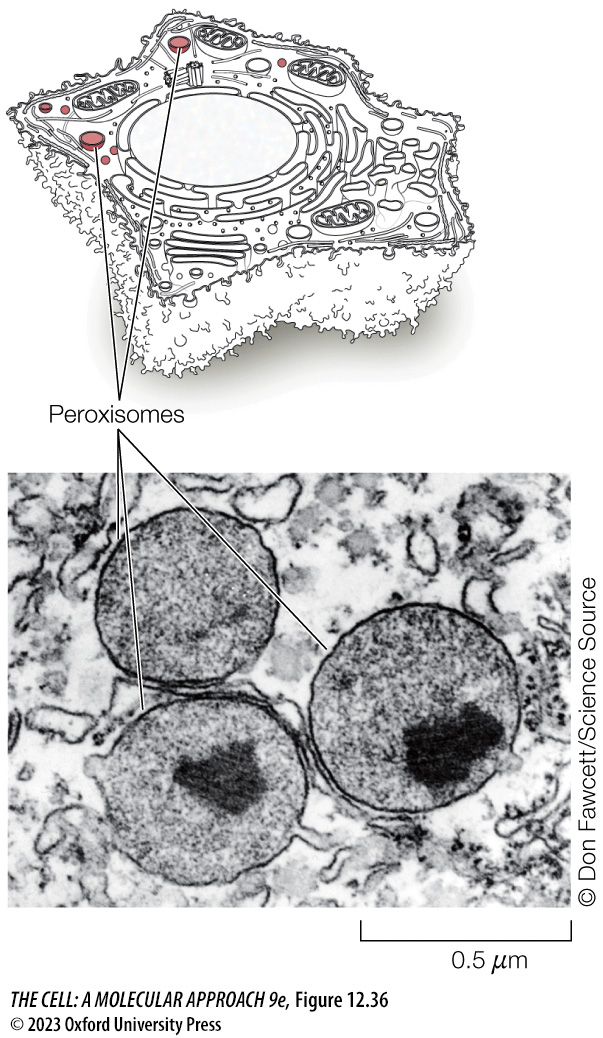 Peroxisomes
© Don Fawcett/Science Source
0.5 μm
THE CELL: A MOLECULAR APPROACH 9e, Figure 12.36
© 2023 Oxford University Press